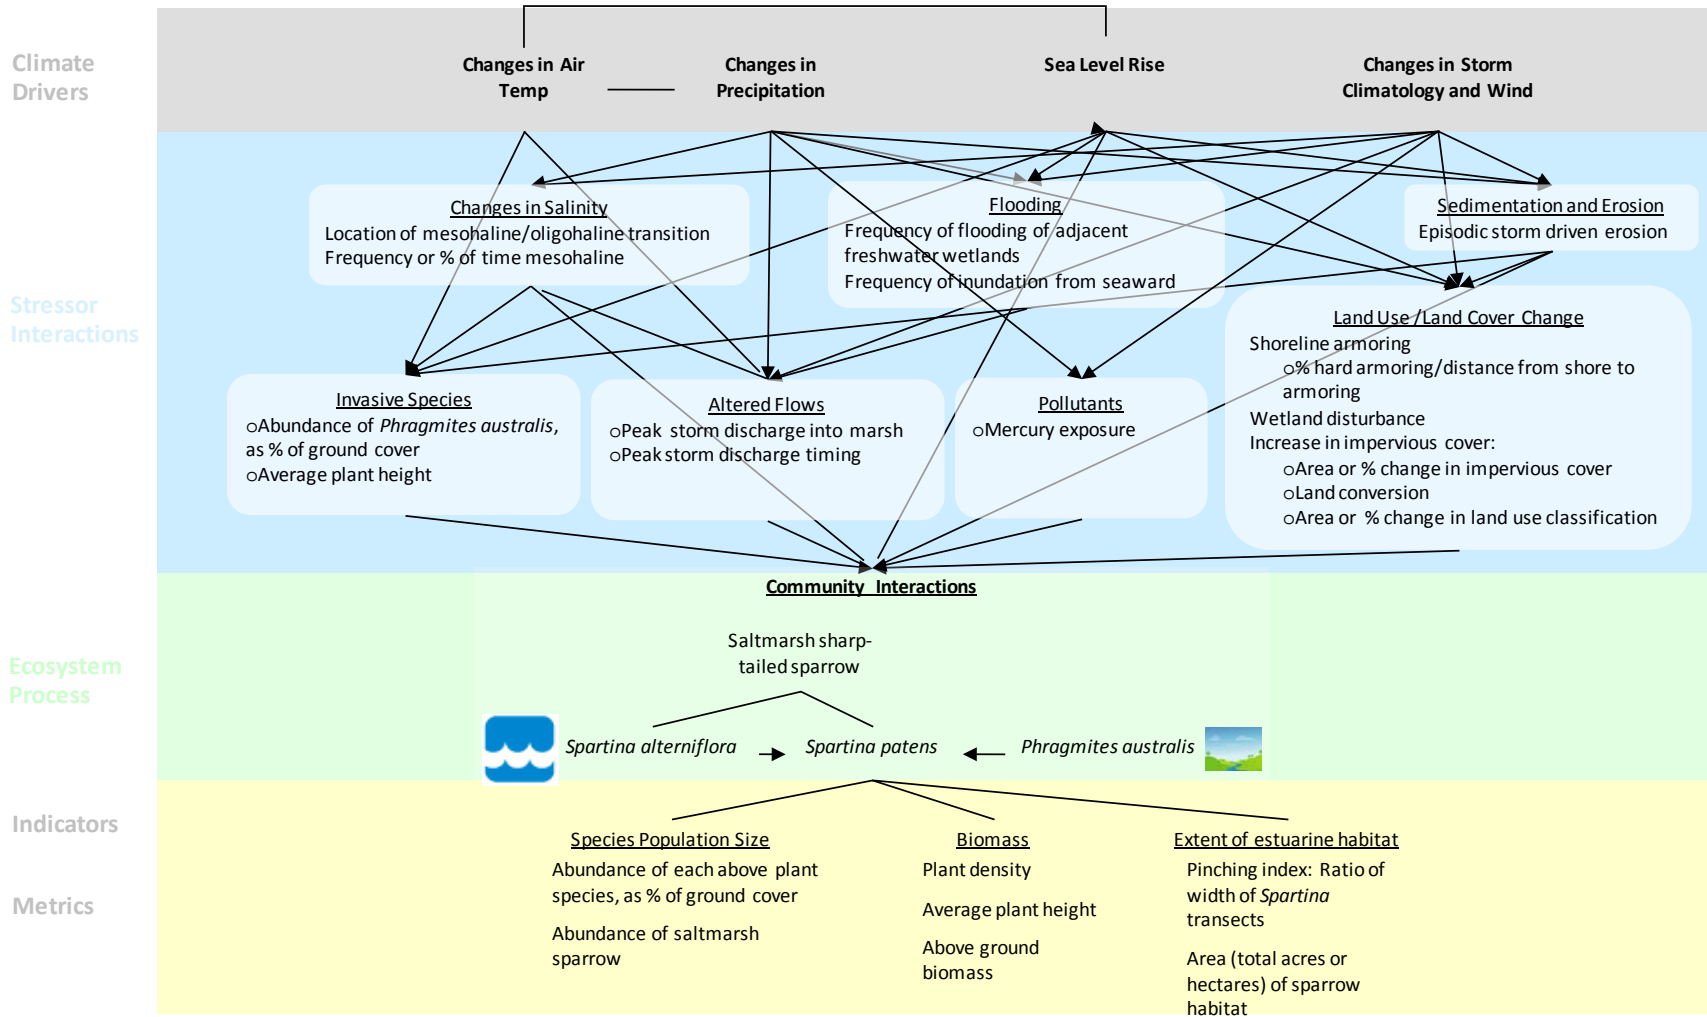 Climate
Drivers
Changes in Air
Temp
Changes in
Precipitation
Sea Level Rise
Changes in Storm
Climatology and Wind
Stressor
Interactions
Changes in Salinity
Location of mesohaline/oligohaline transition
Frequency or % of time mesohaline
Flooding
Frequency of flooding of adjacent
freshwater wetlands
Frequency of inundation from seaward
Sedimentation and Erosion
Episodic storm driven erosion
Land Use /Land Cover Change
Shoreline armoring
o% hard armoring/distance from shore to
armoring
Wetland disturbance
Increase in impervious cover:
oArea or % change in impervious cover
oLand conversion
oArea or % change in land use classification
Invasive Species
oAbundance of Phragmites australis,
as % of ground cover
oAverage plant height
Altered Flows
oPeak storm discharge into marsh
oPeak storm discharge timing
Pollutants
oMercury exposure
Ecosystem
Process
Community Interactions
Saltmarsh sharp-
tailed sparrow
Spartina alterniflora
Spartina patens
Phragmites australis
Indicators
Metrics
Species Population Size
Abundance of each above plant
species, as % of ground cover
Abundance of saltmarsh
sparrow
Biomass
Plant density
Average plant height
Above ground
biomass
Extent of estuarine habitat
Pinching index: Ratio of
width of Spartina
transects
Area (total acres or
hectares) of sparrow
habitat